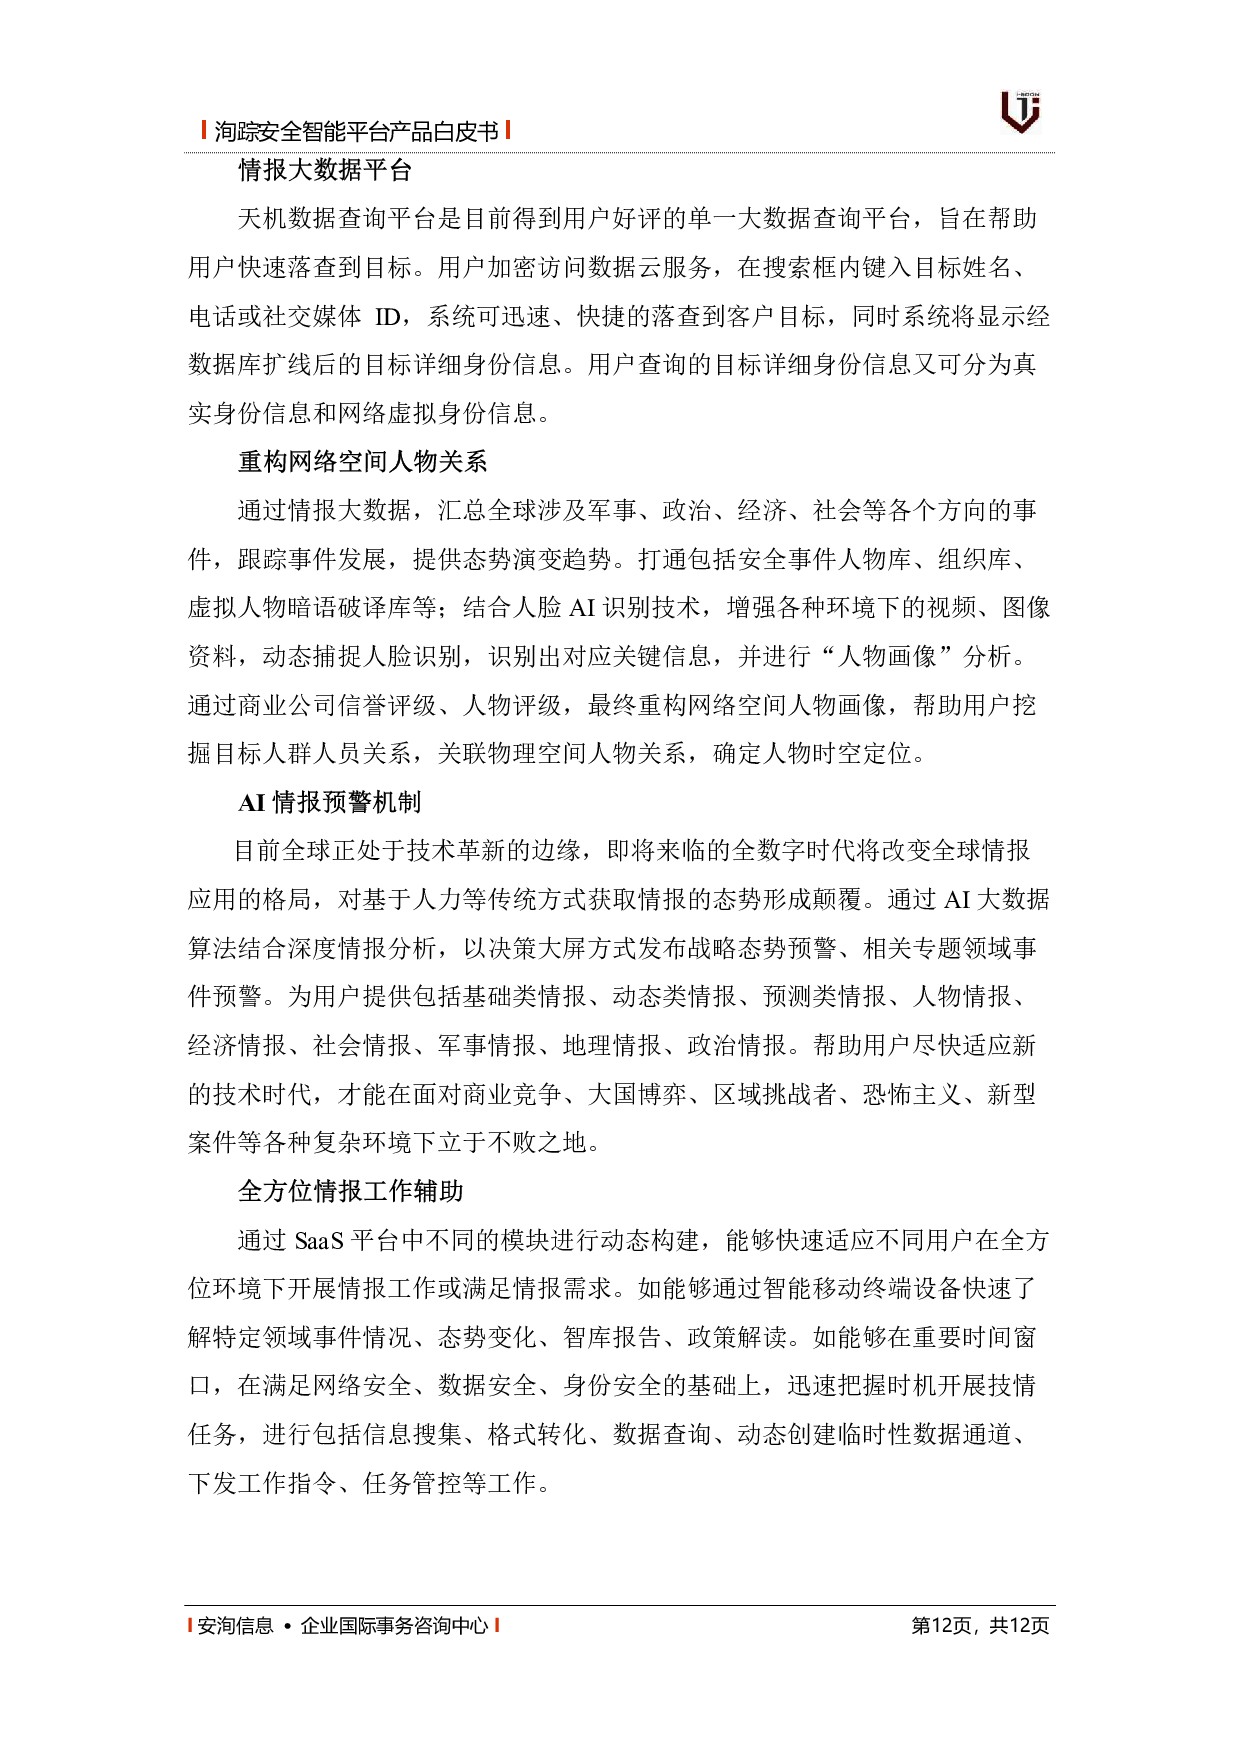 洵踪安全智能平台产品白皮书
i-SOON
情报大数据平台
天机数据查询平台是目前得到用户好评的单一大数据查询平台，旨在帮助
用户快速落查到目标。用户加密访问数据云服务，在搜索框内键入目标姓名、
电话或社交媒体 ID，系统可迅速、快捷的落查到客户目标，同时系统将显示经
数据库扩线后的目标详细身份信息。用户查询的目标详细身份信息又可分为真
实身份信息和网络虚拟身份信息。
重构网络空间人物关系
通过情报大数据，汇总全球涉及军事、政治、经济、社会等各个方向的事
件，跟踪事件发展，提供态势演变趋势。打通包括安全事件人物库、组织库、
虚拟人物暗语破译库等；结合人脸 AI 识别技术，增强各种环境下的视频、图像
资料，动态捕捉人脸识别，识别出对应关键信息，并进行“人物画像”分析。
通过商业公司信誉评级、人物评级，最终重构网络空间人物画像，帮助用户挖
掘目标人群人员关系，关联物理空间人物关系，确定人物时空定位。
AI 情报预警机制
目前全球正处于技术革新的边缘，即将来临的全数字时代将改变全球情报
应用的格局，对基于人力等传统方式获取情报的态势形成颠覆。通过 AI 大数据
算法结合深度情报分析，以决策大屏方式发布战略态势预警、相关专题领域事
件预警。为用户提供包括基础类情报、动态类情报、预测类情报、人物情报、
经济情报、社会情报、军事情报、地理情报、政治情报。帮助用户尽快适应新
的技术时代，才能在面对商业竞争、大国博弈、区域挑战者、恐怖主义、新型
案件等各种复杂环境下立于不败之地。
全方位情报工作辅助
通过 SaaS 平台中不同的模块进行动态构建，能够快速适应不同用户在全方
位环境下开展情报工作或满足情报需求。如能够通过智能移动终端设备快速了
解特定领域事件情况、态势变化、智库报告、政策解读。如能够在重要时间窗
口，在满足网络安全、数据安全、身份安全的基础上，迅速把握时机开展技情
任务，进行包括信息搜集、格式转化、数据查询、动态创建临时性数据通道、
下发工作指令、任务管控等工作。
安洵信息 • 企业国际事务咨询中心
第12页，共12页